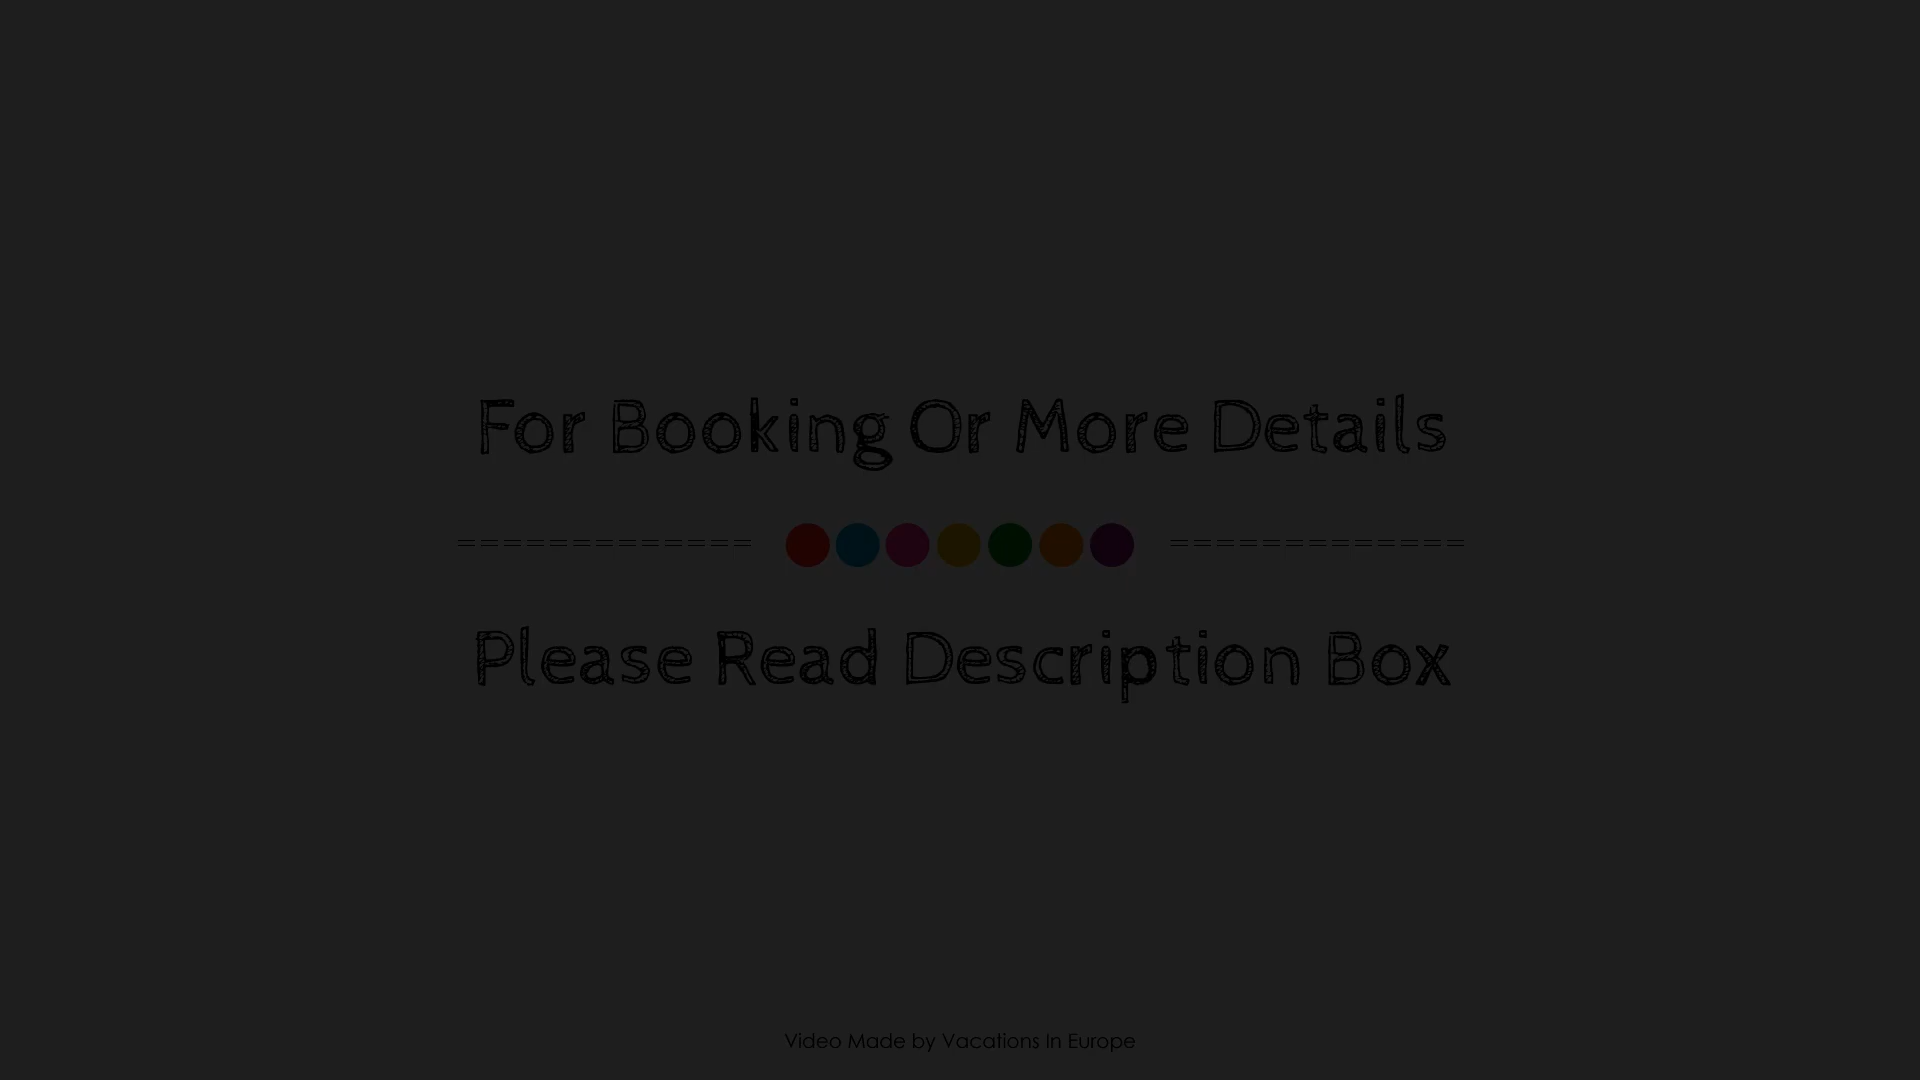 For Booking Or More Details
============= =============
Please Read Description Box
Video Made by Vacations In Europe